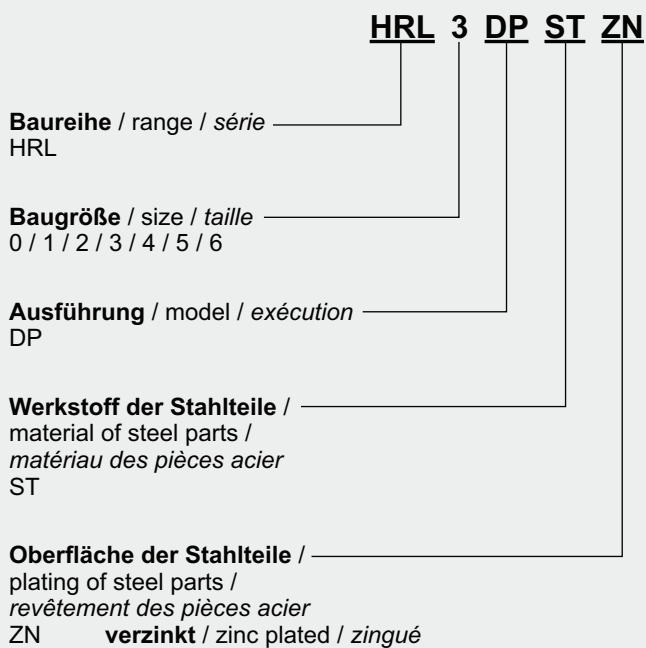 HRL 3 DP ST ZN
Baureihe / range / série
HRL
Baugröße / size / taille
0 / 1 / 2 / 3 / 4 / 5 / 6
Ausführung / model / exécution
DP
Werkstoff der Stahlteile /
material of steel parts /
matériau des pièces acier
ST
Oberfläche der Stahlteile /
plating of steel parts /
revêtement des pièces acier
ZN verzinkt / zinc plated / zingué